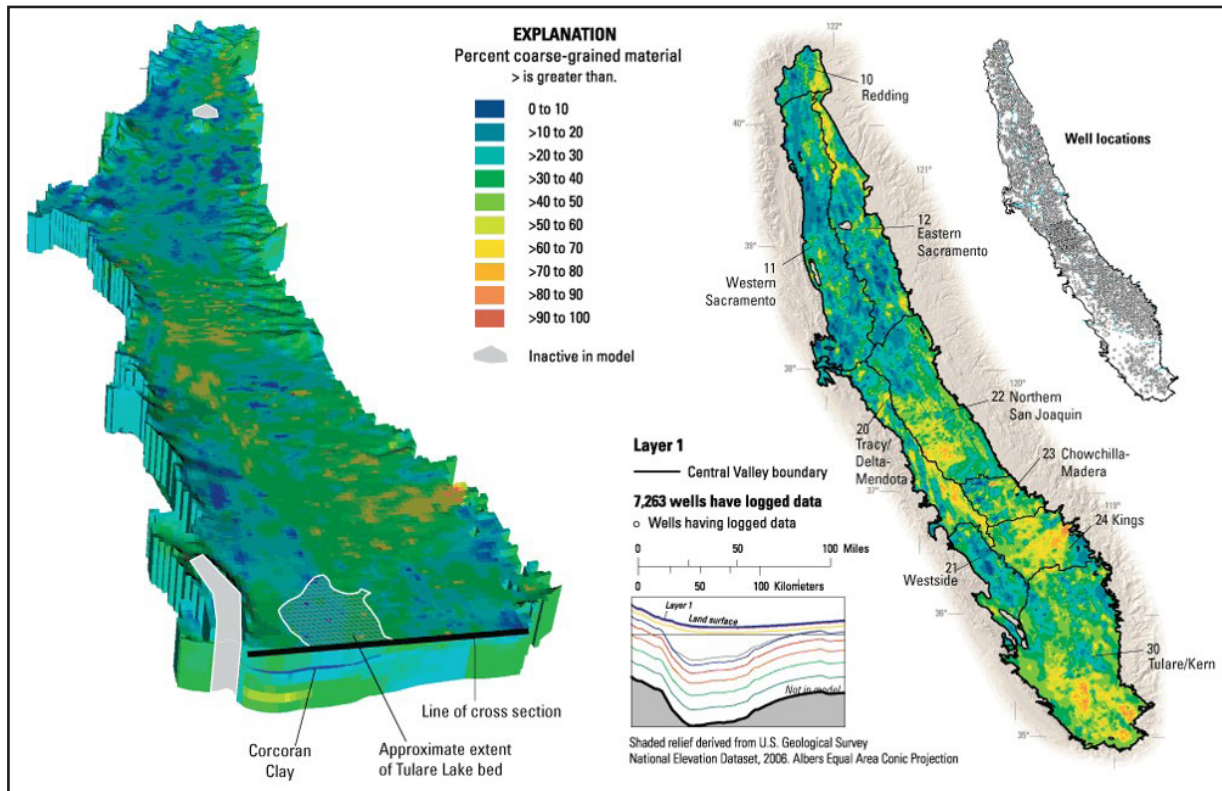 EXPLANATION
Percent coarse-grained material
> is greater than.
0 to 10
>10 to 20
>20 to 30
>30 to 40
>40 to 50
>50 to 60
>60 to 70
>70 to 80
>80 to 90
>90 to 100
Inactive in model
Corcoran
Clay
Approximate extent
of Tulare Lake bed
Line of cross section
122°
40°
121°
39°
38°
120°
37°
119°
36°
35°
10
Redding
12
Eastern
Sacramento
11
Western
Sacramento
22 Northern
San Joaquin
20
Tracy/
Delta-
Mendota
23 Chowchilla-
Madera
24 Kings
21
Westside
30
Tulare/Kern
Well locations
Layer 1
Central Valley boundary
7,263 wells have logged data
Wells having logged data
0 50 100 Miles
0 50 100 Kilometers
Layer 1
Land surface
Not in model
Shaded relief derived from U.S. Geological Survey
National Elevation Dataset, 2006. Albers Equal Area Conic Projection